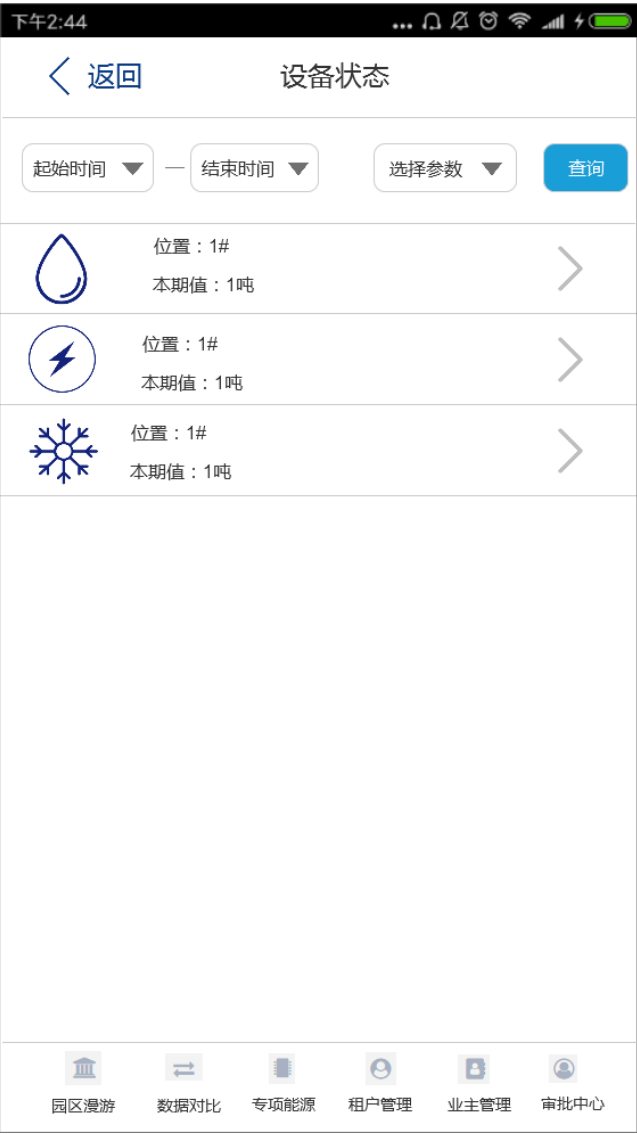 下午2:44
返回 设备状态
起始时间 — 结束时间 选择参数 查询
位置：1#
本期值：1吨
位置：1#
本期值：1吨
位置：1#
本期值：1吨
园区漫游 数据对比 专项能源 租户管理 业主管理 审批中心